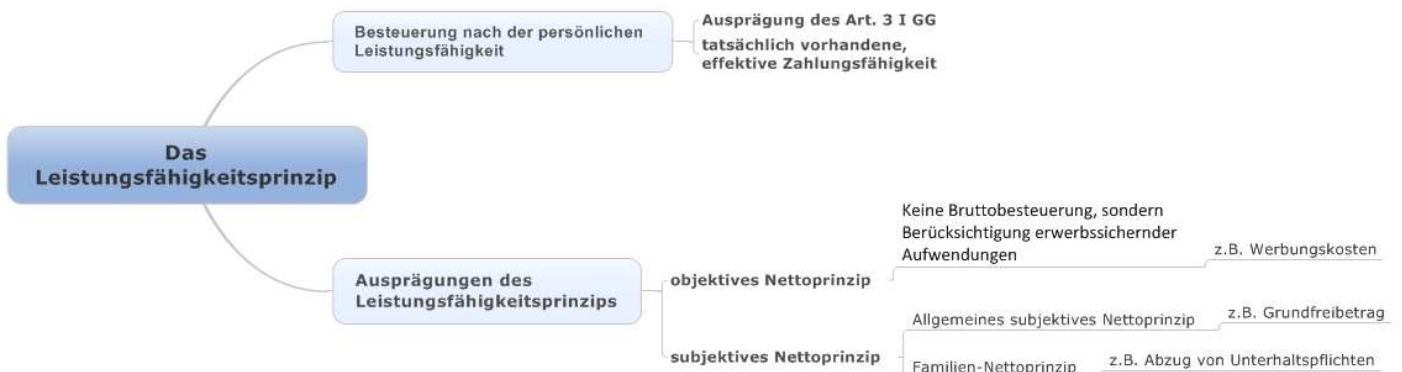 Das
Leistungsfähigkeitsprinzip
Besteuerung nach der persönlichen
Leistungsfähigkeit
Ausprägung des Art. 3 I GG
tatsächlich vorhandene,
effektive Zahlungsfähigkeit
Ausprägungen des
Leistungsfähigkeitsprinzips
objektives Nettoprinzip
Keine Bruttobesteuerung, sondern
Berücksichtigung erwerbssichernder
Aufwendungen
z.B. Werbungskosten
subjektives Nettoprinzip
Allgemeines subjektives Nettoprinzip
z.B. Grundfreibetrag
Familien-Nettoprinzip
z.B. Abzug von Unterhaltspflichten